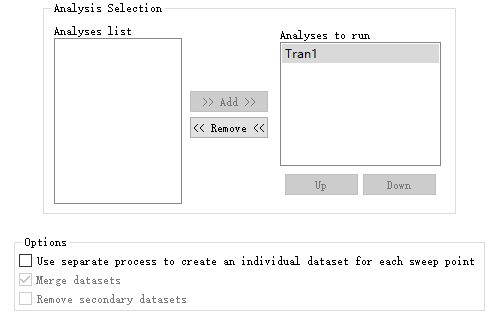 Analysis Selection
Analyses list
Analyses to run
Tran1
>> Add >>
<< Remove <<
Up
Down
Options
Use separate process to create an individual dataset for each sweep point
Merge datasets
Remove secondary datasets